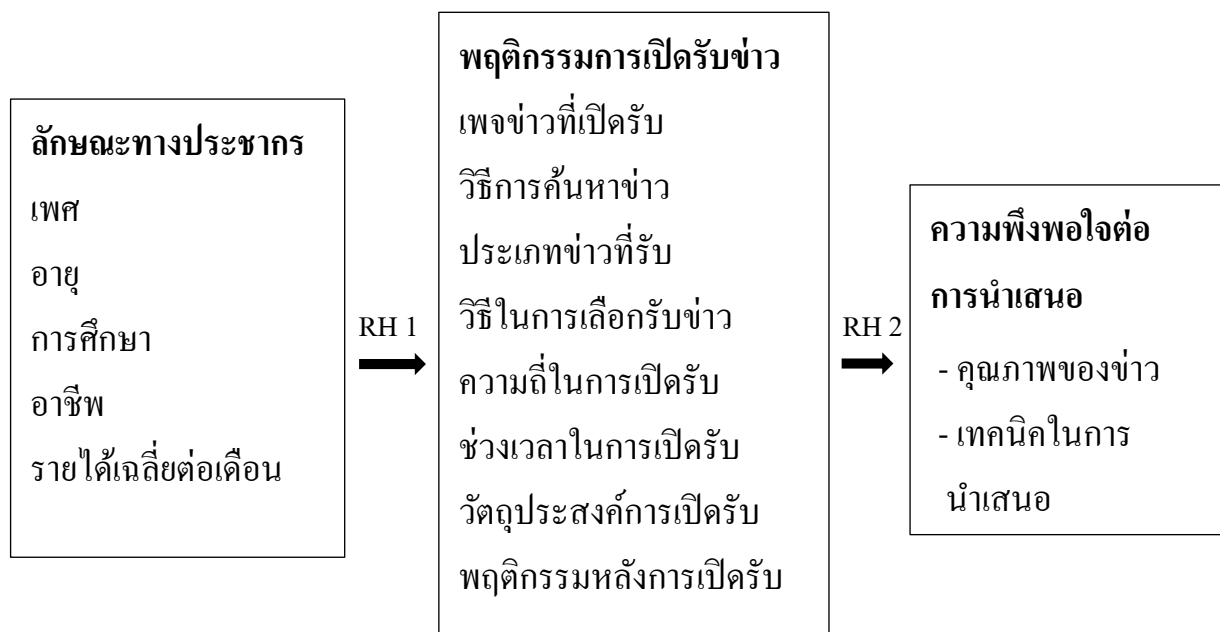 ลักษณะทางประชากร
เพศ
อายุ
การศึกษา
อาชีพ
รายได้เฉลี่ยต่อเดือน
RH 1
พฤติกรรมการเปิดรับข่าว
เพจข่าวที่เปิดรับ
วิธีการค้นหาข่าว
ประเภทข่าวที่รับ
วิธีในการเลือกรับข่าว
ความถี่ในการเปิดรับ
ช่วงเวลาในการเปิดรับ
วัตถุประสงค์การเปิดรับ
พฤติกรรมหลังการเปิดรับ
RH 2
ความพึงพอใจต่อ
การนำเสนอ
- คุณภาพของข่าว
- เทคนิคในการ
นำเสนอ